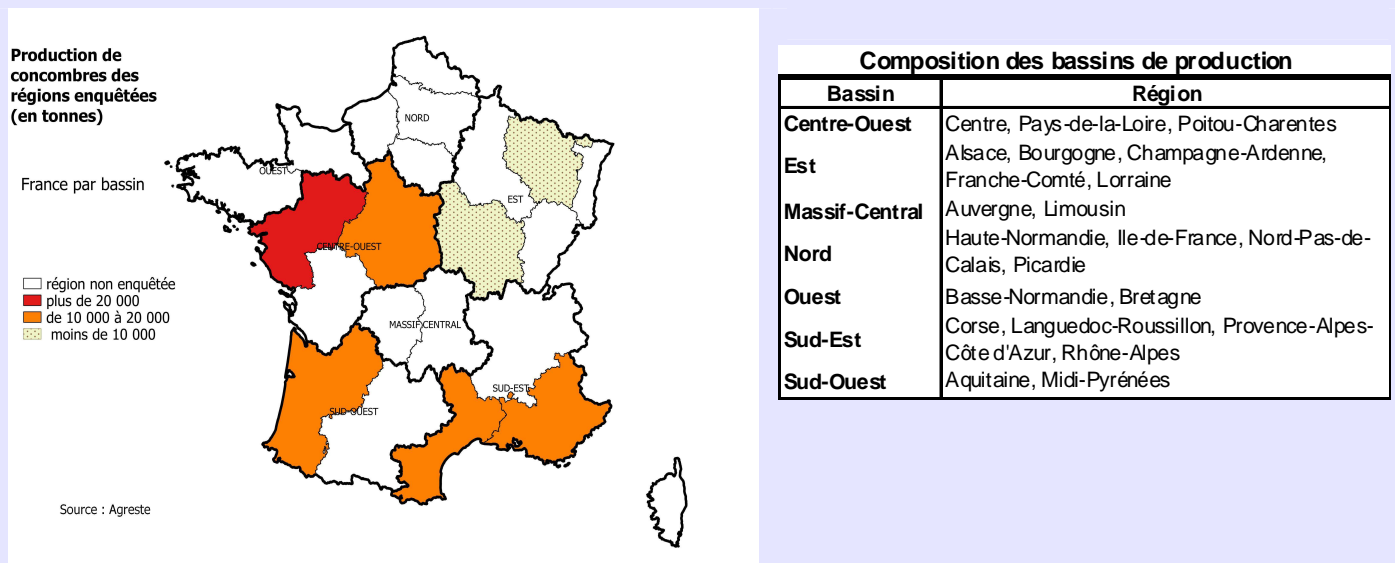 Production de
concombres des
régions enquêtées
(en tonnes)
France par bassin
région non enquêtée
plus de 20 000
de 10 000 à 20 000
moins de 10 000
Source : Agreste
NORD
OUEST
EST
CENTRE-OUEST
MASSIF-CENTRAL
SUD-EST
SUD-OUEST
Composition des bassins de production
Bassin Région
Centre-Ouest Centre, Pays-de-la-Loire, Poitou-Charentes
Est Alsace, Bourgogne, Champagne-Ardenne,
Franche-Comté, Lorraine
Massif-Central Auvergne, Limousin
Nord Haute-Normandie, Ile-de-France, Nord-Pas-de-
Calais, Picardie
Ouest Basse-Normandie, Bretagne
Sud-Est Corse, Languedoc-Roussillon, Provence-Alpes-
Côte d'Azur, Rhône-Alpes
Sud-Ouest Aquitaine, Midi-Pyrénées